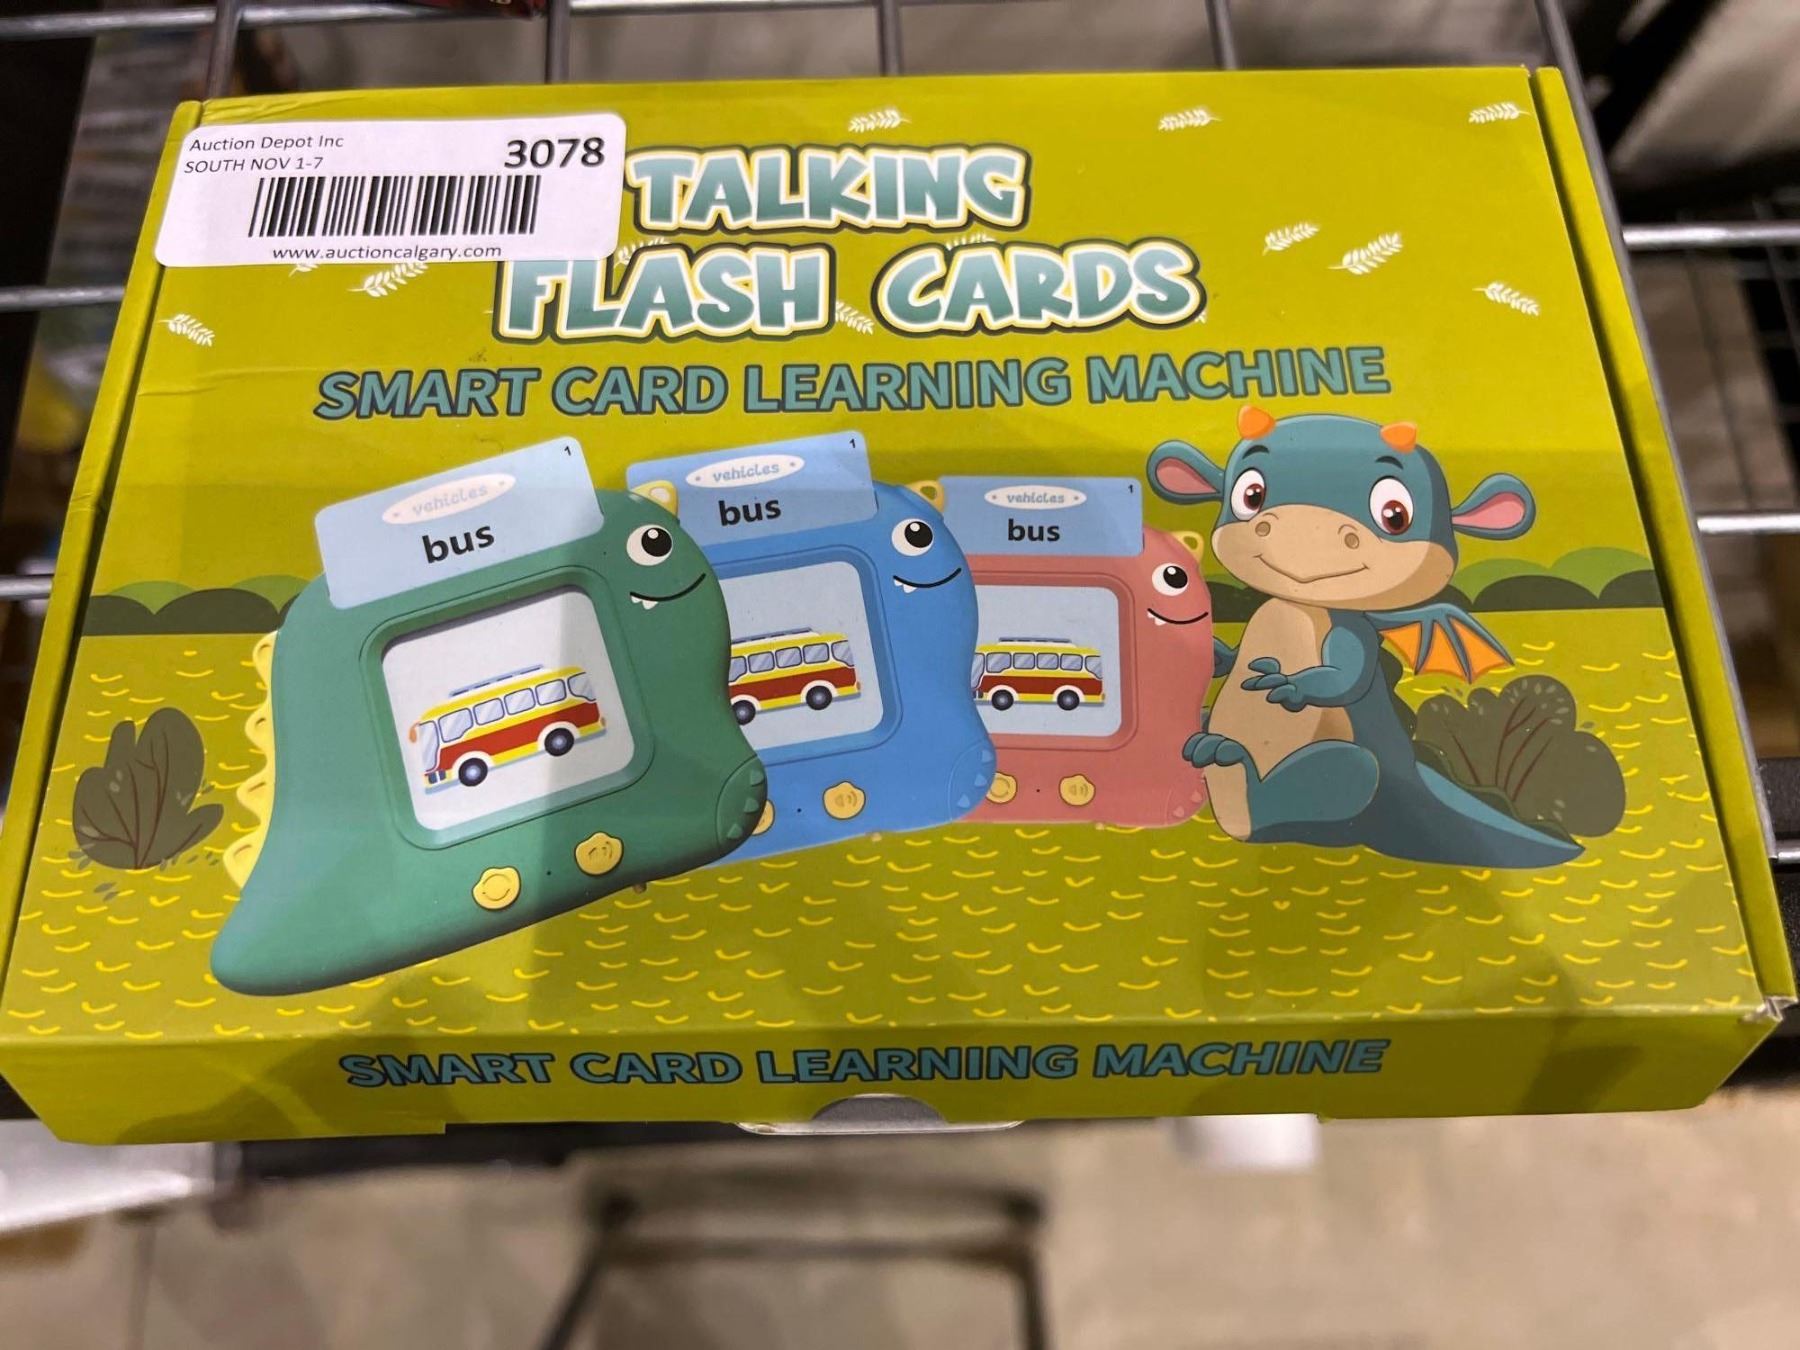 Auction Depot Inc
SOUTH NOV 1-7
3078
www.auctioncalgary.com
TALKING
FLASH CARDS
SMART CARD LEARNING MACHINE
1
vehicles
bus
1
vehicles
bus
1
vehicles
bus
SMART CARD LEARNING MACHINE